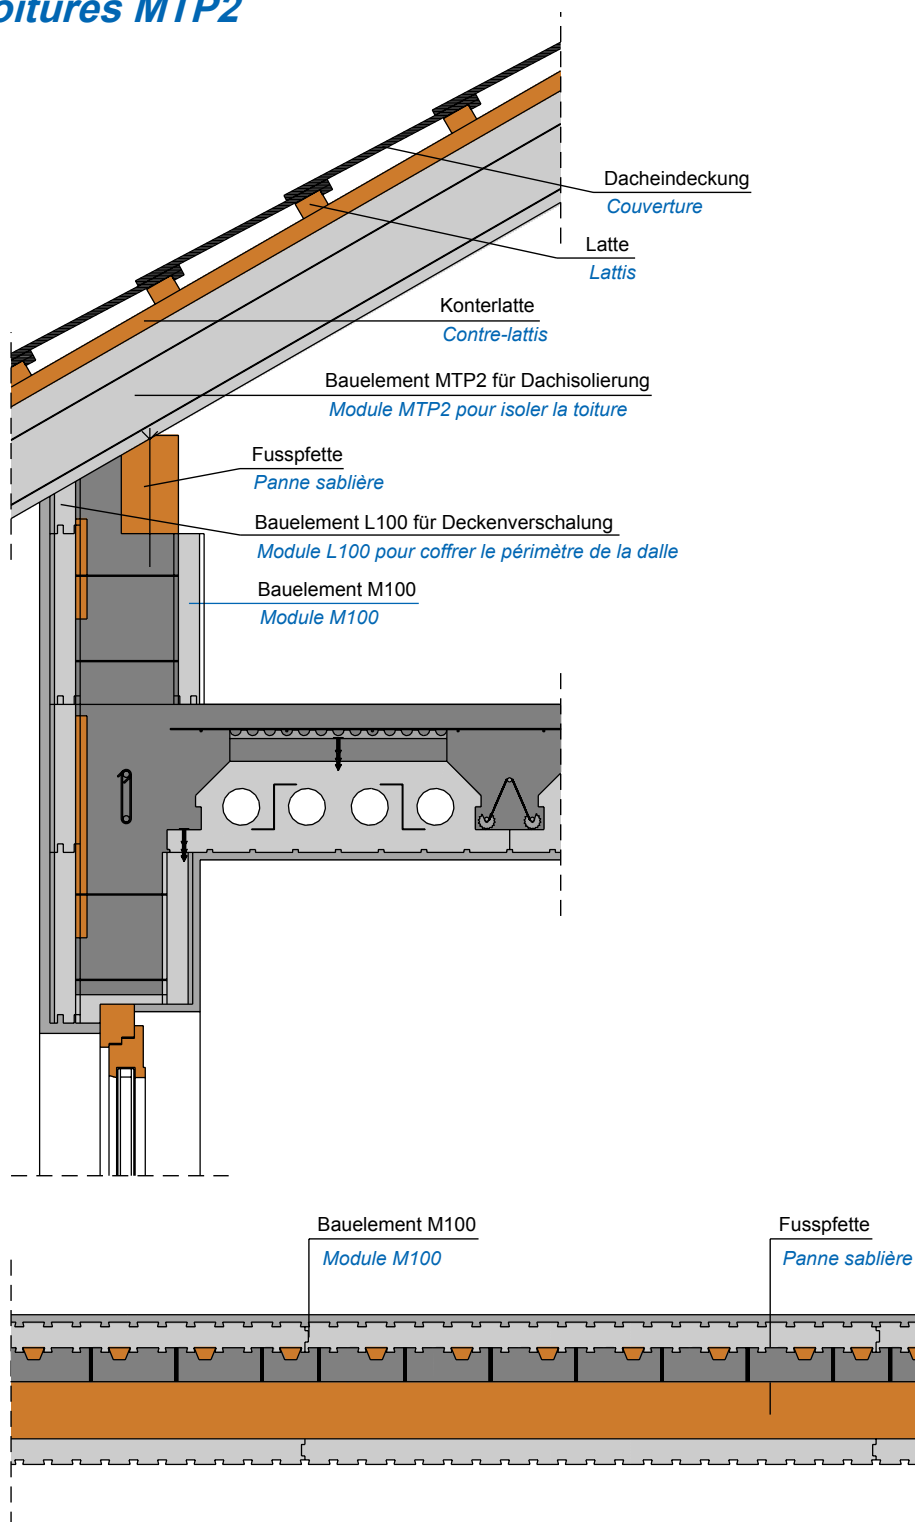 oitures MTP2
Dacheindeckung
Couverture
Latte
Lattis
Konterlatte
Contre-lattis
Bauelement MTP2 für Dachisolierung
Module MTP2 pour isoler la toiture
Fusspfette
Panne sablière
Bauelement L100 für Deckenverschalung
Module L100 pour coffrer le périmètre de la dalle
Bauelement M100
Module M100
Bauelement M100
Module M100
Fusspfette
Panne sablière